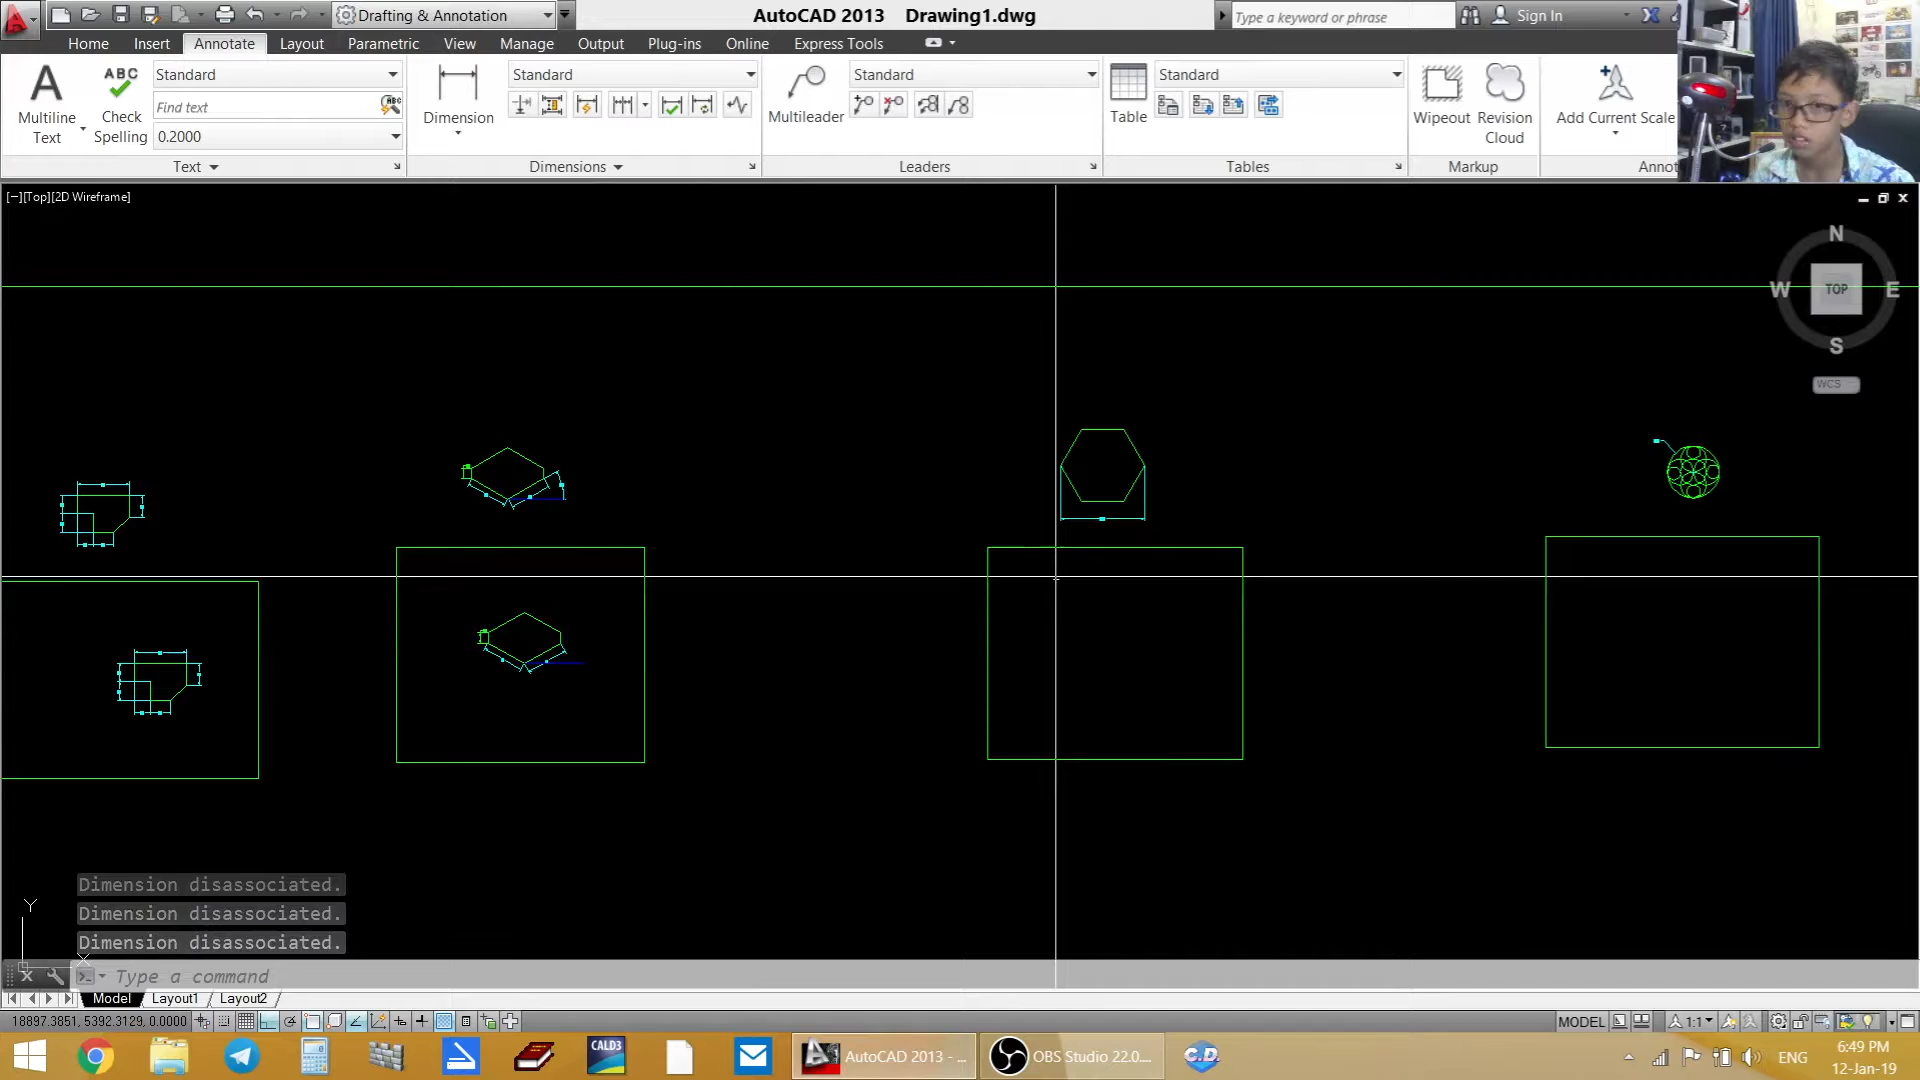 Drafting & Annotation
AutoCAD 2013 Drawing1.dwg
Type a keyword or phrase
Sign In
Home Insert Annotate Layout Parametric View Manage Output Plug-ins Online Express Tools
A
Multiline
Text
ABC
Check
Spelling
Standard
Find text
0.2000
Text
Dimension
Standard
Dimensions
Multileader
Standard
Leaders
Table
Standard
Tables
Wipeout
Revision
Cloud
Markup
Add Current Scale
Annot
[−][Top][2D Wireframe]
N
W TOP E
S
WCS
Dimension disassociated.
Dimension disassociated.
Dimension disassociated.
Y
X
Type a command
Model Layout1 Layout2
18897.3851, 5392.3129, 0.0000
MODEL
1:1
CALD3
AutoCAD 2013 - ...
OBS Studio 22.0....
C.D.
ENG
6:49 PM
12-Jan-19